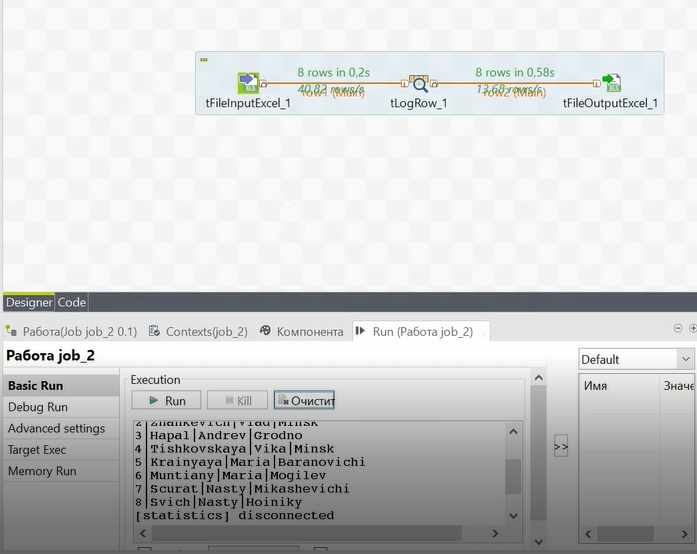 8 rows in 0,2s
8 rows in 0,58s
40,82 rows/s
row1 (Main)
13,68 rows/s
row2 (Main)
tFileInputExcel_1
tLogRow_1
tFileOutputExcel_1
Designer
Code
Работа(Job job_2 0.1)
Contexts(job_2)
Компонента
Run (Работа job_2)
Работа job_2
Default
Basic Run
Debug Run
Advanced settings
Target Exec
Memory Run
Execution
Run
Kill
Очистит
2|Zhankevich|Vlad|Minsk
3|Hapal|Andrev|Grodno
4|Tishkovskaya|Vika|Minsk
5|Krainyaya|Maria|Baranovichi
6|Muntiany|Maria|Mogilev
7|Scurat|Nasty|Mikashevichi
8|Svich|Nasty|Hoiniky
[statistics] disconnected
>>
Имя
Значе